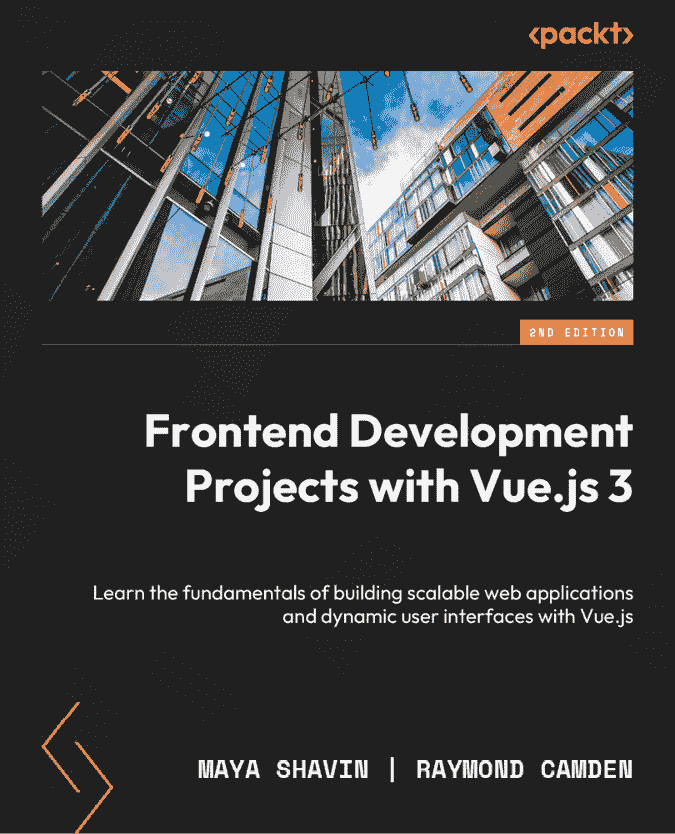 <packt>
2ND EDITION
Frontend Development
Projects with Vue.js 3
Learn the fundamentals of building scalable web applications
and dynamic user interfaces with Vue.js
MAYA SHAVIN | RAYMOND CAMDEN